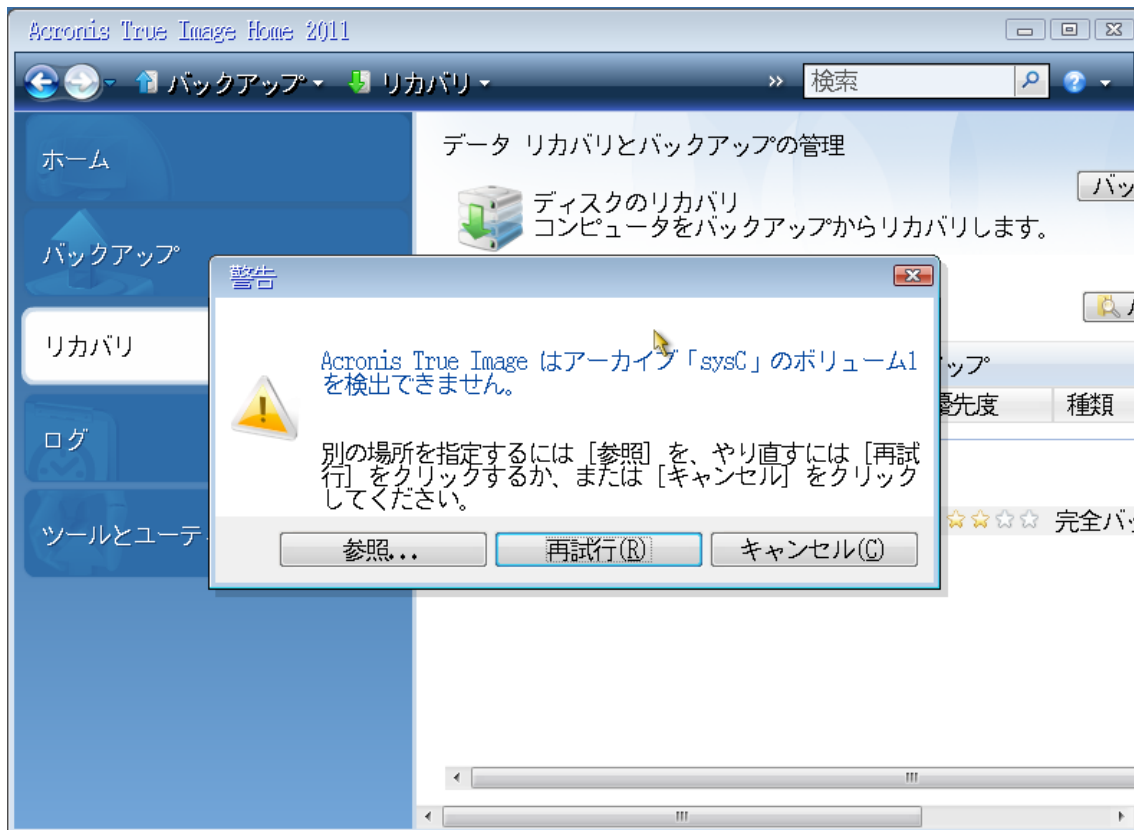 Acronis True Image Home 2011
バックアップ
リカバリ
»
検索
ホーム
バックアップ
リカバリ
ログ
ツールとユーテ
データ リカバリとバックアップの管理
ディスクのリカバリ
コンピュータをバックアップからリカバリします。
バッ
ップ
優先度
種類
完全バッ
警告
Acronis True Image はアーカイブ「sysC」のボリューム1
を検出できません。
別の場所を指定するには [参照] を、やり直すには [再試
行] をクリックするか、または [キャンセル] をクリック
してください。
参照...
再試行(R)
キャンセル(C)